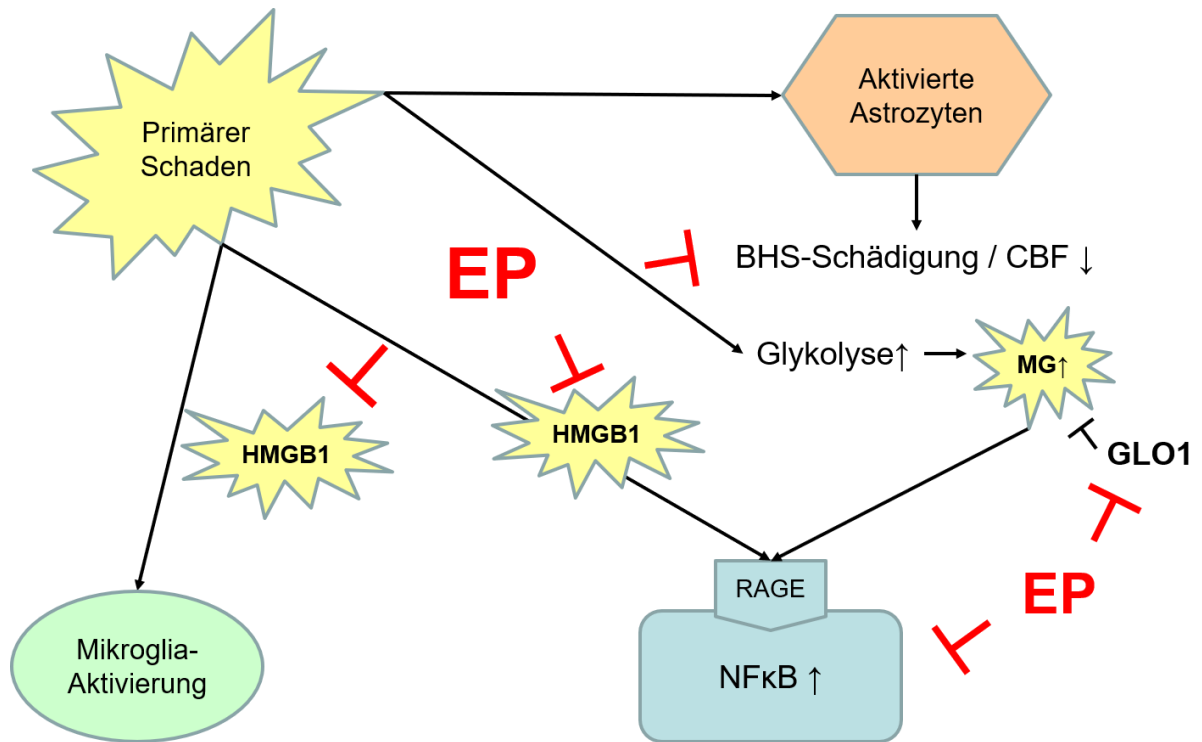 Primärer
Schaden
Aktivierte
Astrozyten
EP
BHS-Schädigung / CBF ↓
Glykolyse↑
MG↑
HMGB1
HMGB1
GLO1
RAGE
EP
NFκB ↑
Mikroglia-
Aktivierung